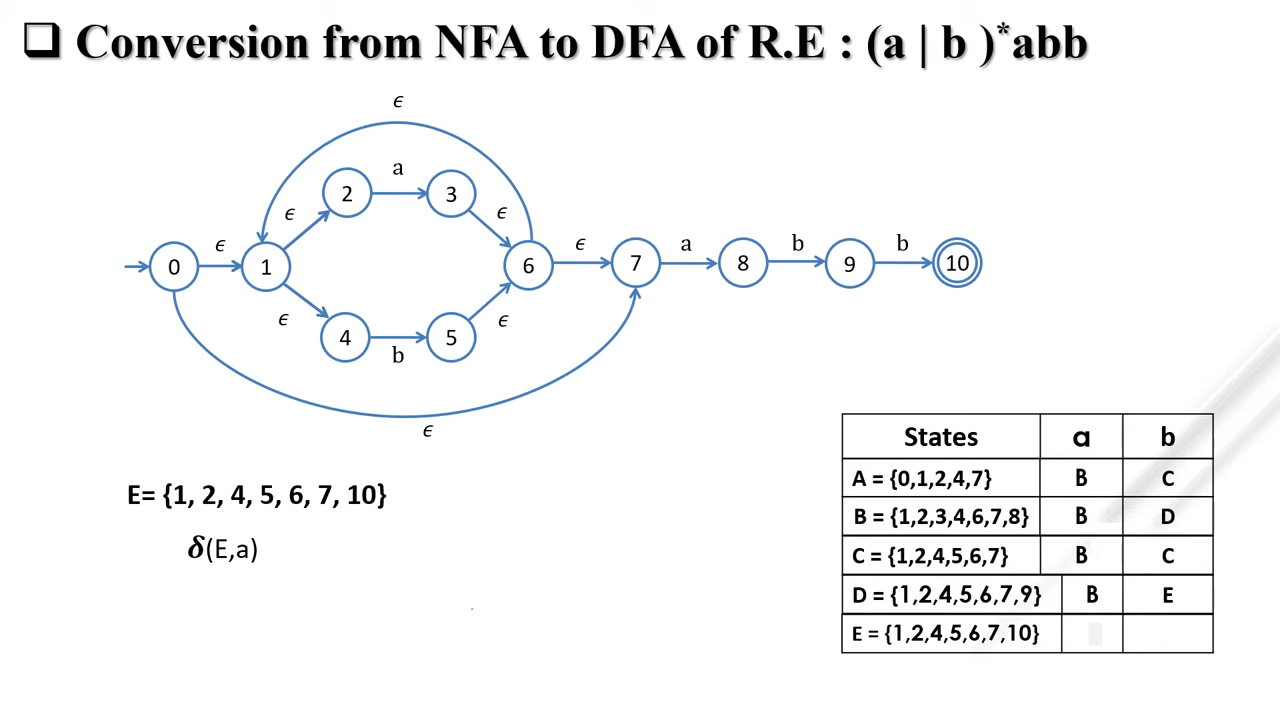 ❑ Conversion from NFA to DFA of R.E : (a | b )*abb
ϵ
a
2
3
ϵ
ϵ
ϵ
ϵ
a
b
b
0
1
6
7
8
9
10
ϵ
ϵ
4
5
b
ϵ
States a b
A = {0,1,2,4,7} B C
B = {1,2,3,4,6,7,8} B D
C = {1,2,4,5,6,7} B C
D = {1,2,4,5,6,7,9} B E
E = {1,2,4,5,6,7,10}
E= {1, 2, 4, 5, 6, 7, 10}
δ(E,a)